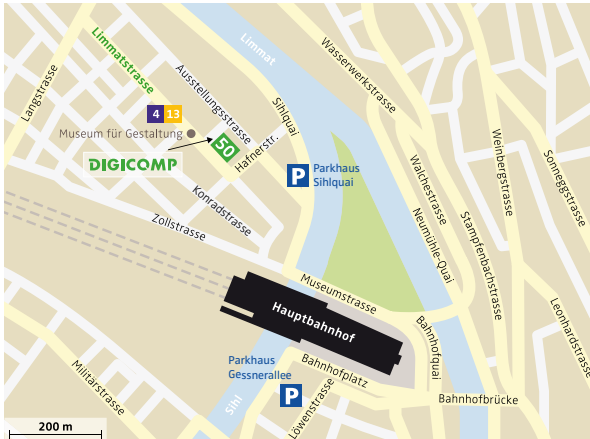 Limmat
Wasserwerkstrasse
Limmatstrasse
Langstrasse
Ausstellungsstrasse
Sihlquai
4 13
Museum für Gestaltung
50
Hafnerstr.
DIGICOMP
P Parkhaus
Sihlquai
Walchestrasse
Weinbergstrasse
Sonneggstrasse
Konradstrasse
Zollstrasse
Neumühle-Quai
Stampfenbachstrasse
Museumstrasse
Hauptbahnhof
Leonhardstrasse
Bahnhofquai
Parkhaus
Gessnerallee
P
Bahnhofplatz
Militärstrasse
Sihl
Löwenstrasse
Bahnhofbrücke
200 m